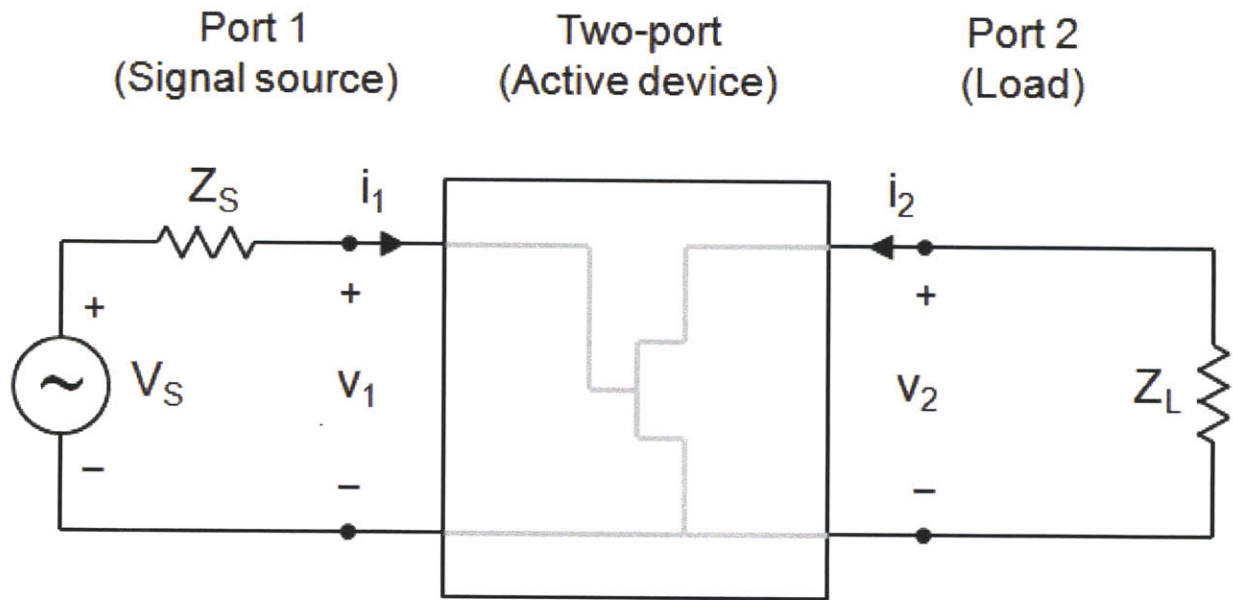 Port 1
(Signal source)
Two-port
(Active device)
Port 2
(Load)
Z_S
i_1
i_2
+
+
+
~
V_S
v_1
v_2
Z_L
–
–
–